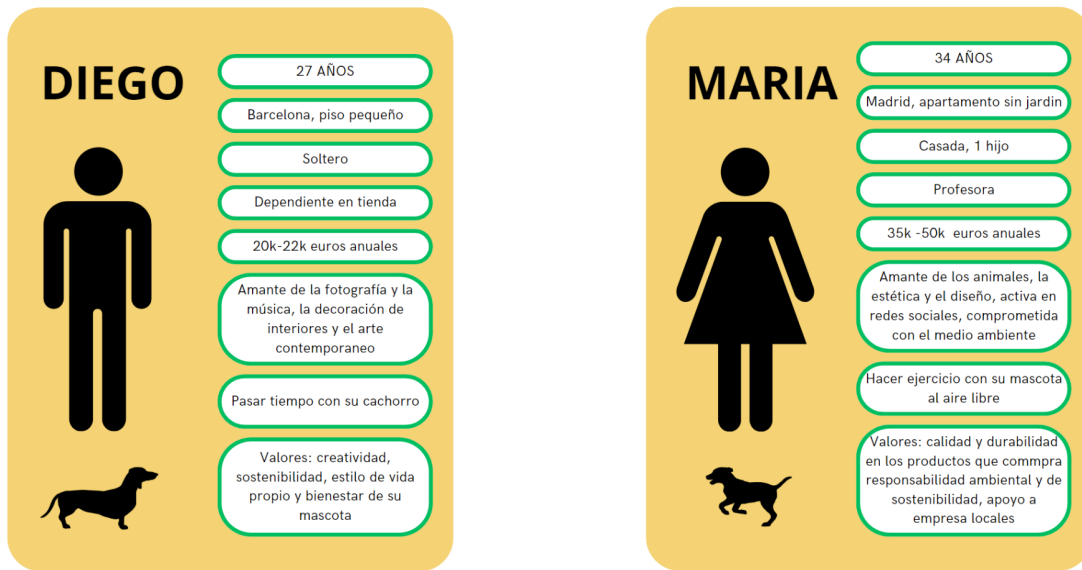 DIEGO
27 AÑOS
Barcelona, piso pequeño
Soltero
Dependiente en tienda
20k-22k euros anuales
Amante de la fotografía y la
música, la decoración de
interiores y el arte
contemporaneo
Pasar tiempo con su cachorro
Valores: creatividad,
sostenibilidad, estilo de vida
propio y bienestar de su
mascota
MARIA
34 AÑOS
Madrid, apartamento sin jardin
Casada, 1 hijo
Profesora
35k -50k euros anuales
Amante de los animales, la
estética y el diseño, activa en
redes sociales, comprometida
con el medio ambiente
Hacer ejercicio con su mascota
al aire libre
Valores: calidad y durabilidad
en los productos que commpra
responsabilidad ambiental y de
sostenibilidad, apoyo a
empresa locales